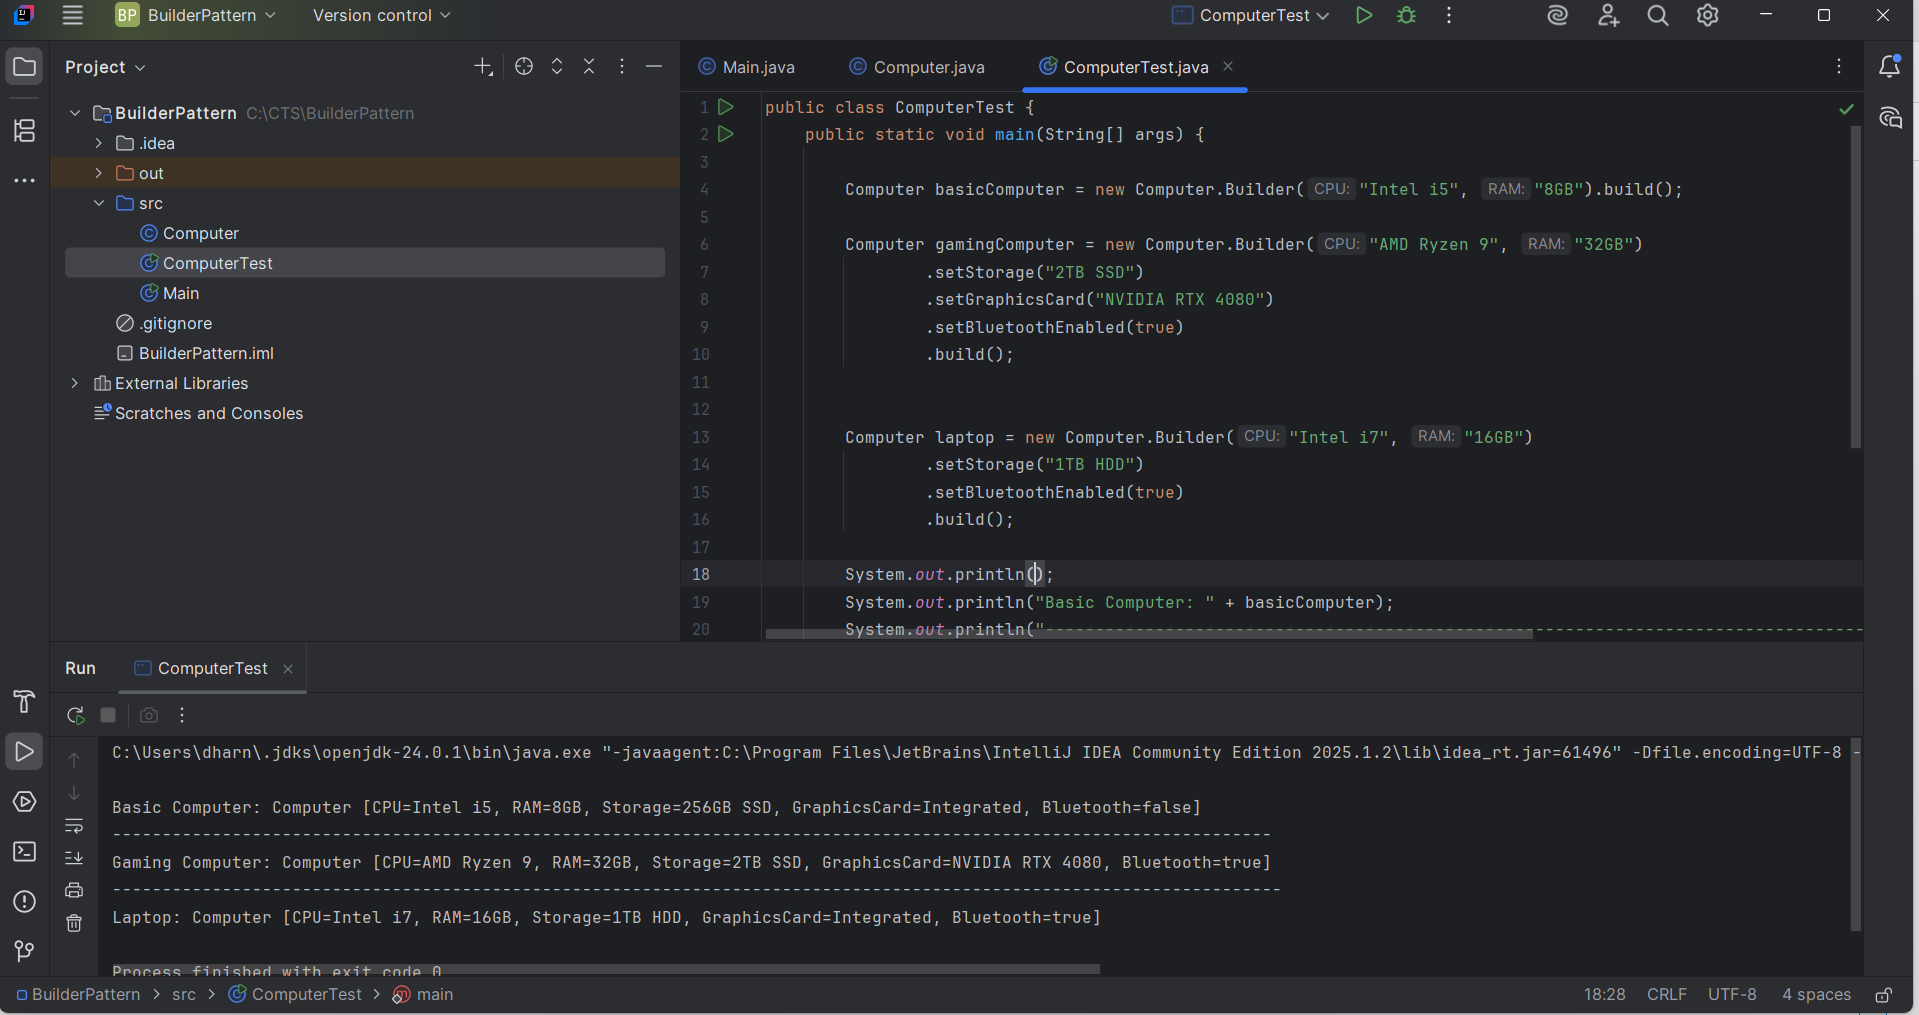 BP BuilderPattern Version control ComputerTest
Project
BuilderPattern C:\CTS\BuilderPattern
.idea
out
src
Computer
ComputerTest
Main
.gitignore
BuilderPattern.iml
External Libraries
Scratches and Consoles
Main.java Computer.java ComputerTest.java
1 public class ComputerTest {
2 public static void main(String[] args) {
3
4 Computer basicComputer = new Computer.Builder( CPU: "Intel i5", RAM: "8GB").build();
5
6 Computer gamingComputer = new Computer.Builder( CPU: "AMD Ryzen 9", RAM: "32GB")
7 .setStorage("2TB SSD")
8 .setGraphicsCard("NVIDIA RTX 4080")
9 .setBluetoothEnabled(true)
10 .build();
11
12
13 Computer laptop = new Computer.Builder( CPU: "Intel i7", RAM: "16GB")
14 .setStorage("1TB HDD")
15 .setBluetoothEnabled(true)
16 .build();
17
18 System.out.println();
19 System.out.println("Basic Computer: " + basicComputer);
20 System.out.println("----------------------------------------------------------------------------------
Run ComputerTest
C:\Users\dharn\.jdks\openjdk-24.0.1\bin\java.exe "-javaagent:C:\Program Files\JetBrains\IntelliJ IDEA Community Edition 2025.1.2\lib\idea_rt.jar=61496" -Dfile.encoding=UTF-8 -
Basic Computer: Computer [CPU=Intel i5, RAM=8GB, Storage=256GB SSD, GraphicsCard=Integrated, Bluetooth=false]
--------------------------------------------------------------------------------------------------------------------
Gaming Computer: Computer [CPU=AMD Ryzen 9, RAM=32GB, Storage=2TB SSD, GraphicsCard=NVIDIA RTX 4080, Bluetooth=true]
---------------------------------------------------------------------------------------------------------------------
Laptop: Computer [CPU=Intel i7, RAM=16GB, Storage=1TB HDD, GraphicsCard=Integrated, Bluetooth=true]
Process finished with exit code 0
BuilderPattern > src > ComputerTest > main 18:28 CRLF UTF-8 4 spaces